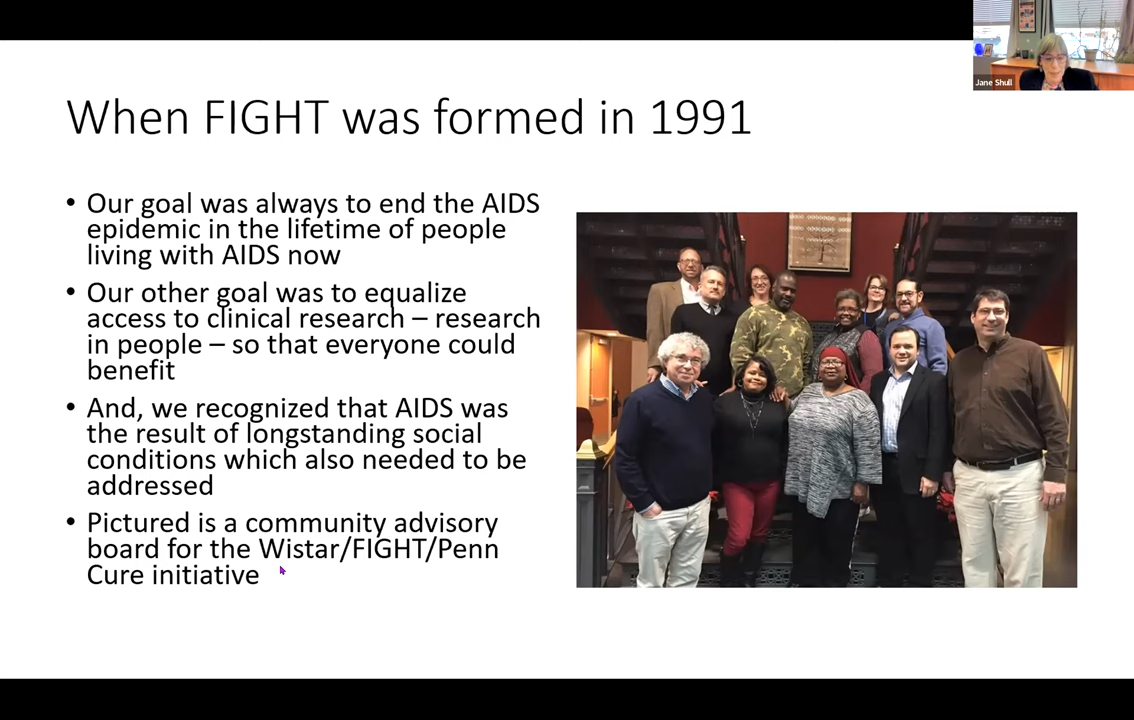 Jane Shull
When FIGHT was formed in 1991
• Our goal was always to end the AIDS
epidemic in the lifetime of people
living with AIDS now
• Our other goal was to equalize
access to clinical research – research
in people – so that everyone could
benefit
• And, we recognized that AIDS was
the result of longstanding social
conditions which also needed to be
addressed
• Pictured is a community advisory
board for the Wistar/FIGHT/Penn
Cure initiative